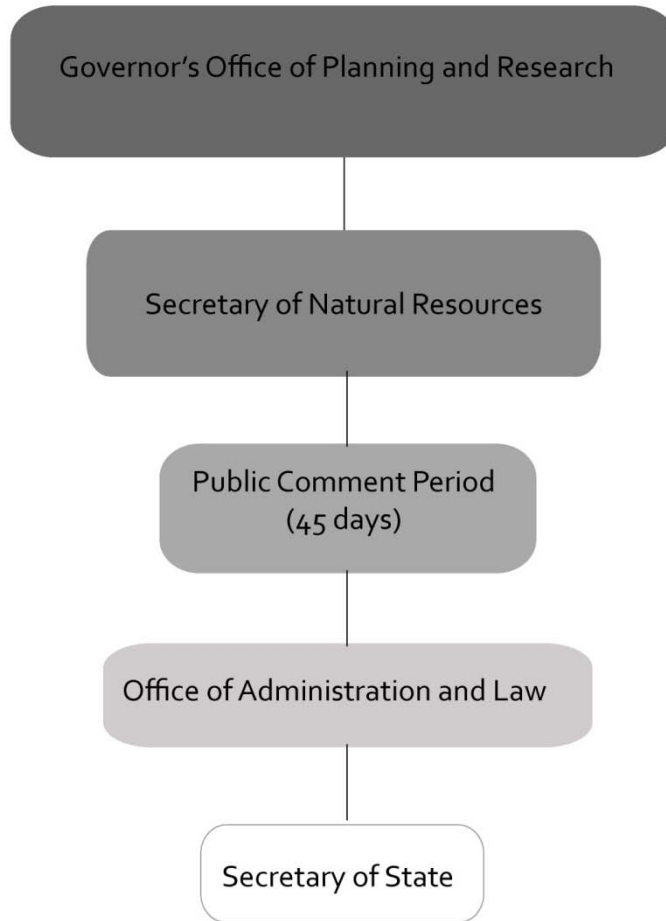 Governor’s Office of Planning and Research
Secretary of Natural Resources
Public Comment Period
(45 days)
Office of Administration and Law
Secretary of State